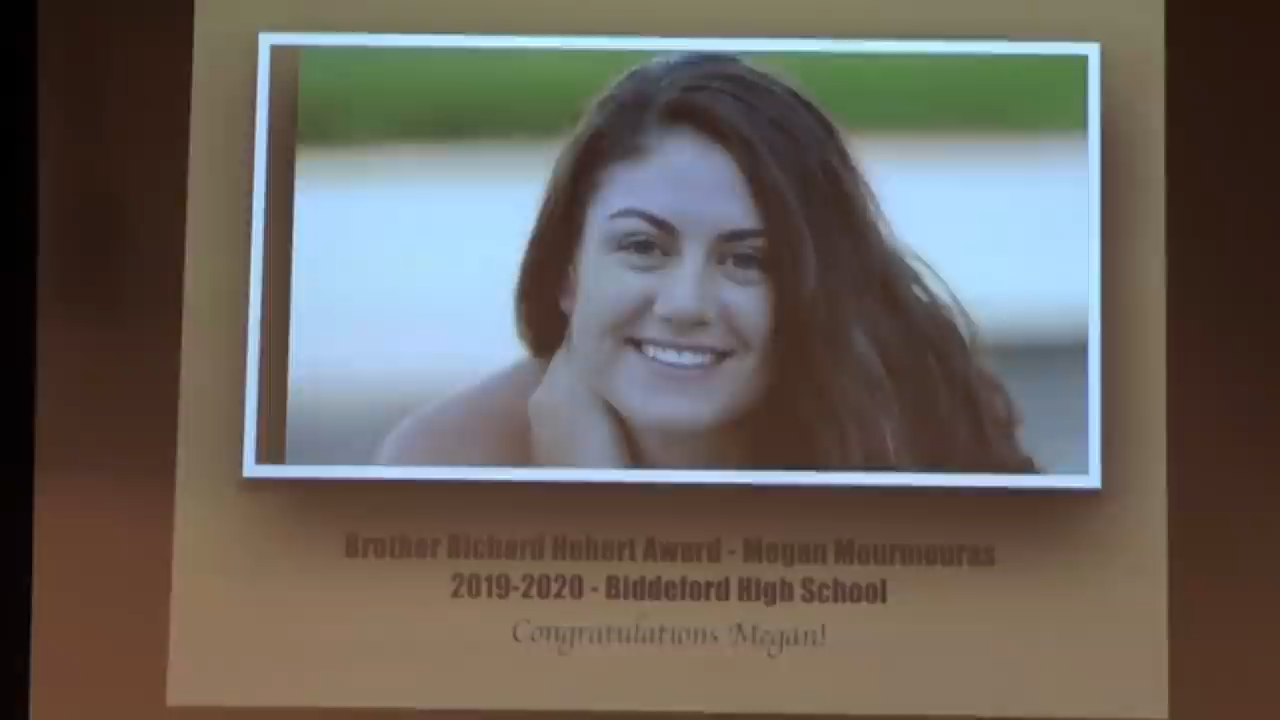 Brother Richard Hebert Award - Megan Mourmouras
2019-2020 - Biddeford High School
Congratulations Megan!